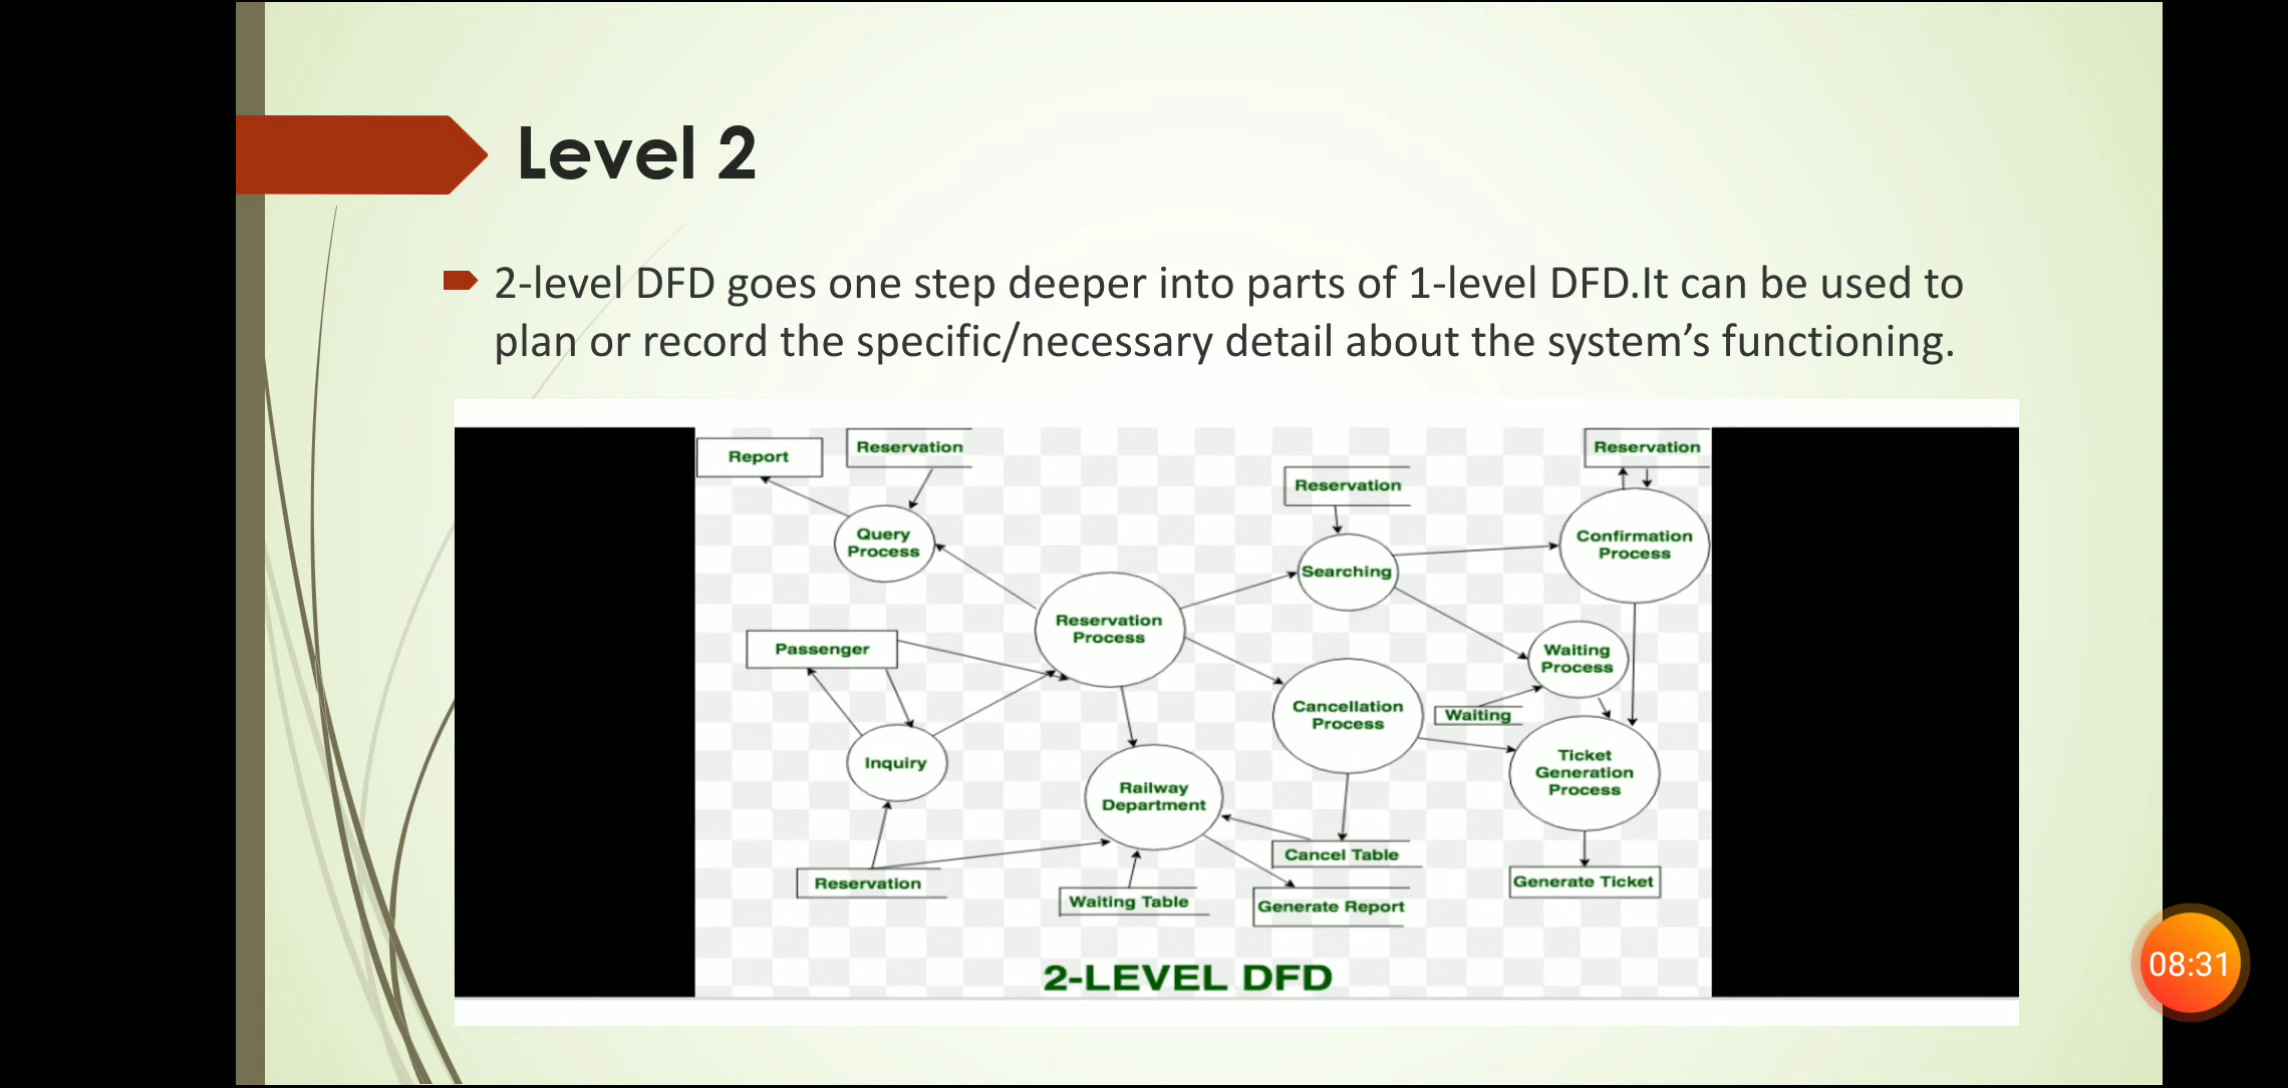 Level 2
2-level DFD goes one step deeper into parts of 1-level DFD.It can be used to
plan or record the specific/necessary detail about the system’s functioning.
Report
Reservation
Reservation
Reservation
Query
Process
Searching
Confirmation
Process
Reservation
Process
Passenger
Waiting
Process
Cancellation
Process
Waiting
Inquiry
Railway
Department
Ticket
Generation
Process
Cancel Table
Reservation
Waiting Table
Generate Report
Generate Ticket
2-LEVEL DFD
08:31